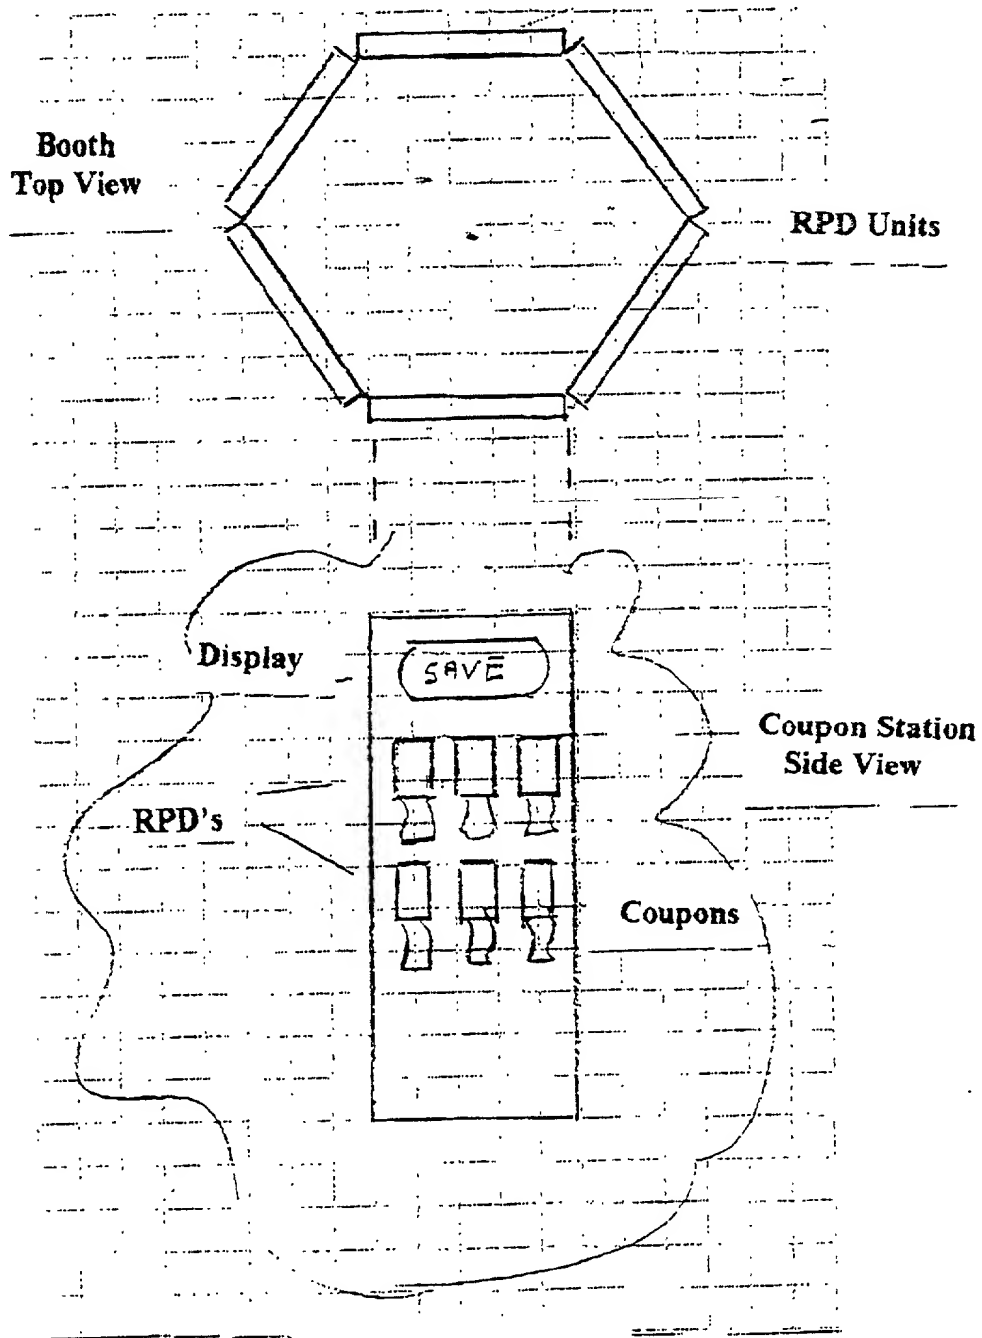 Booth
Top View
RPD Units
Display
SAVE
Coupon Station
Side View
RPD's
Coupons